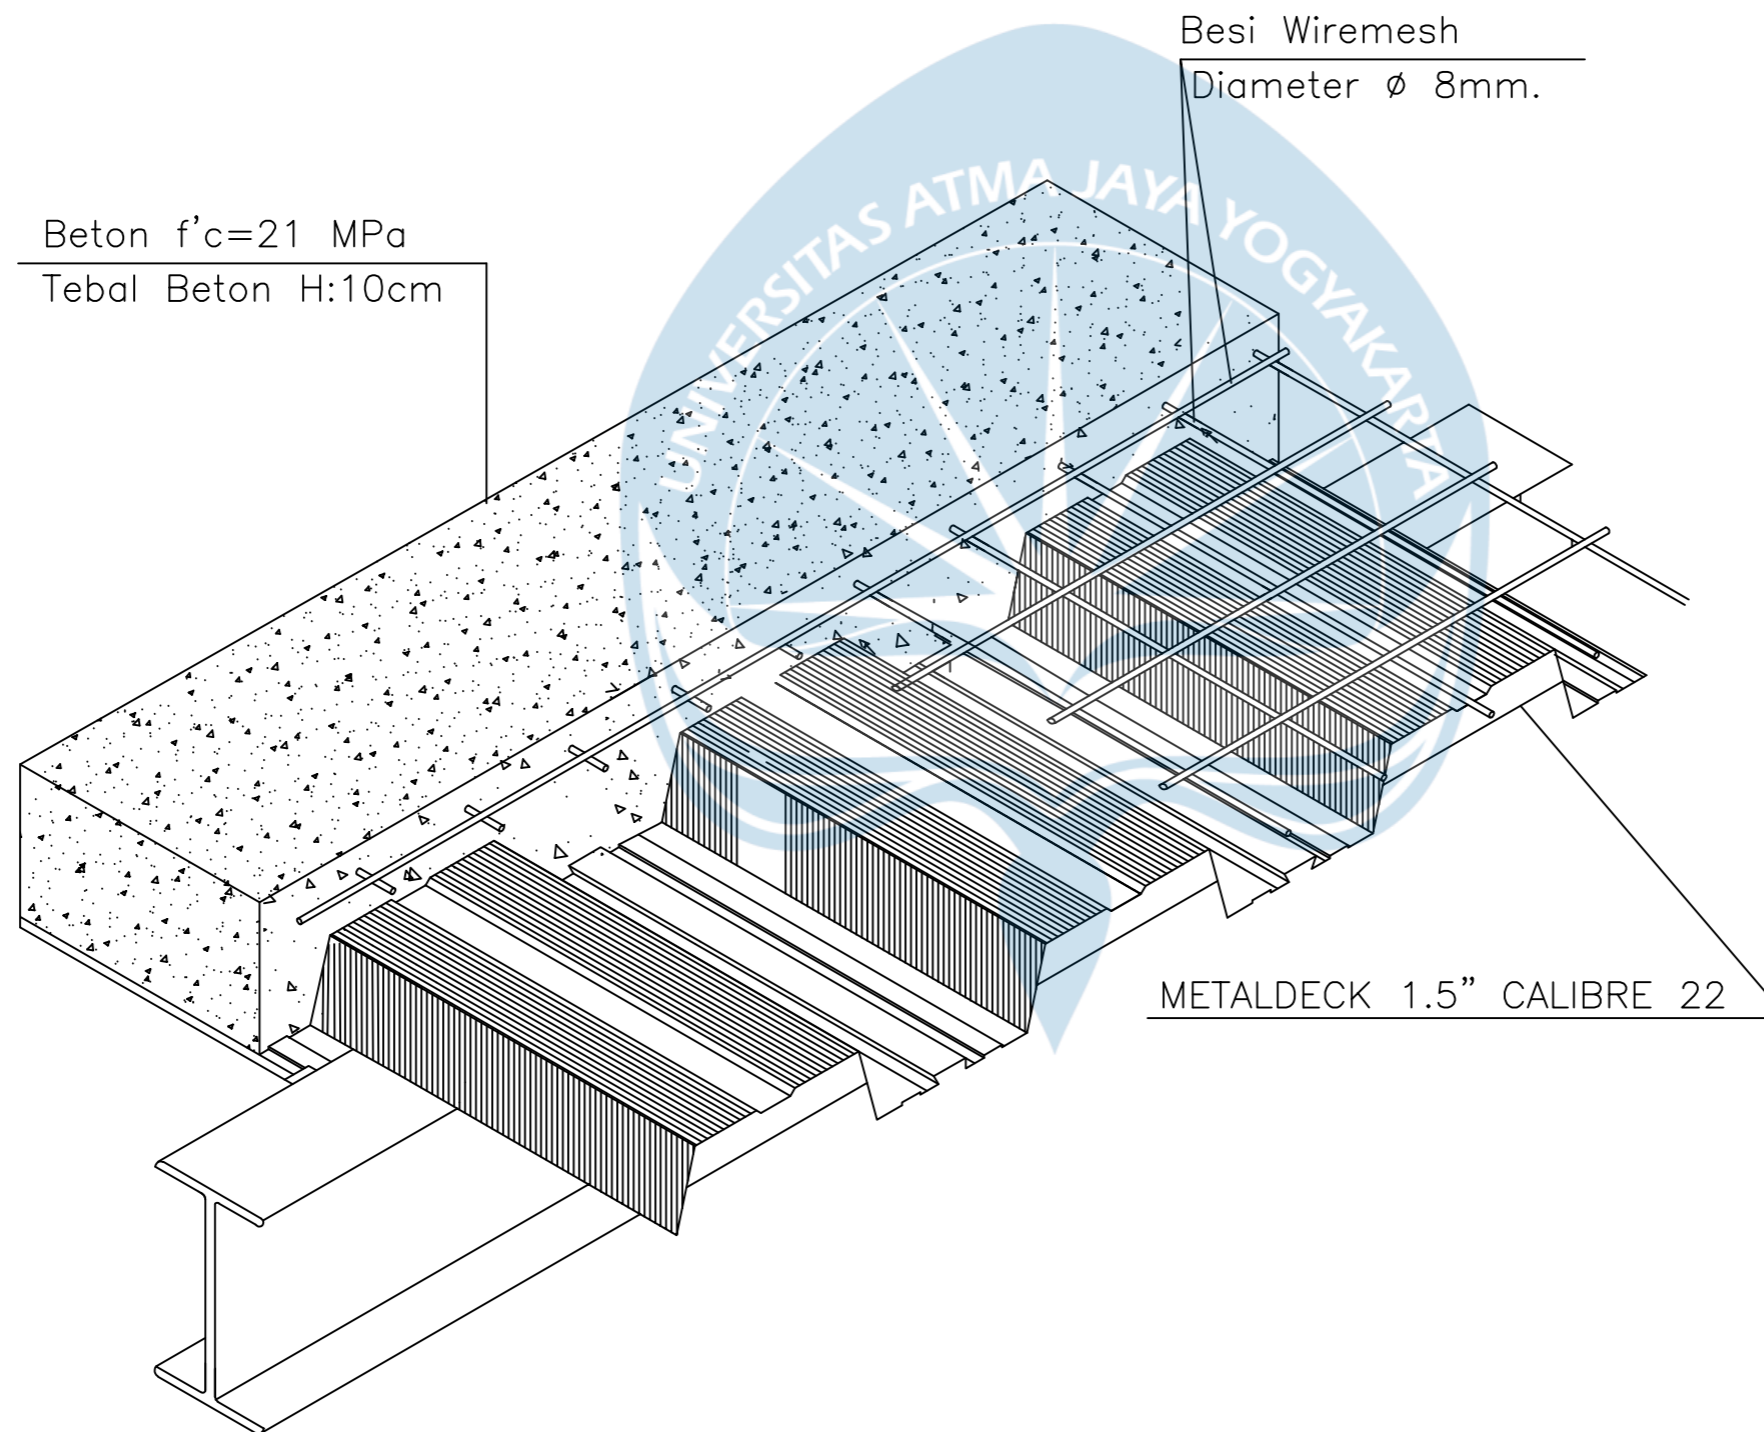 Besi Wiremesh
Diameter ø 8mm.
Beton f'c=21 MPa
Tebal Beton H:10cm
UNIVERSITAS ATMA JAYA YOGYAKARTA
METALDECK 1.5” CALIBRE 22